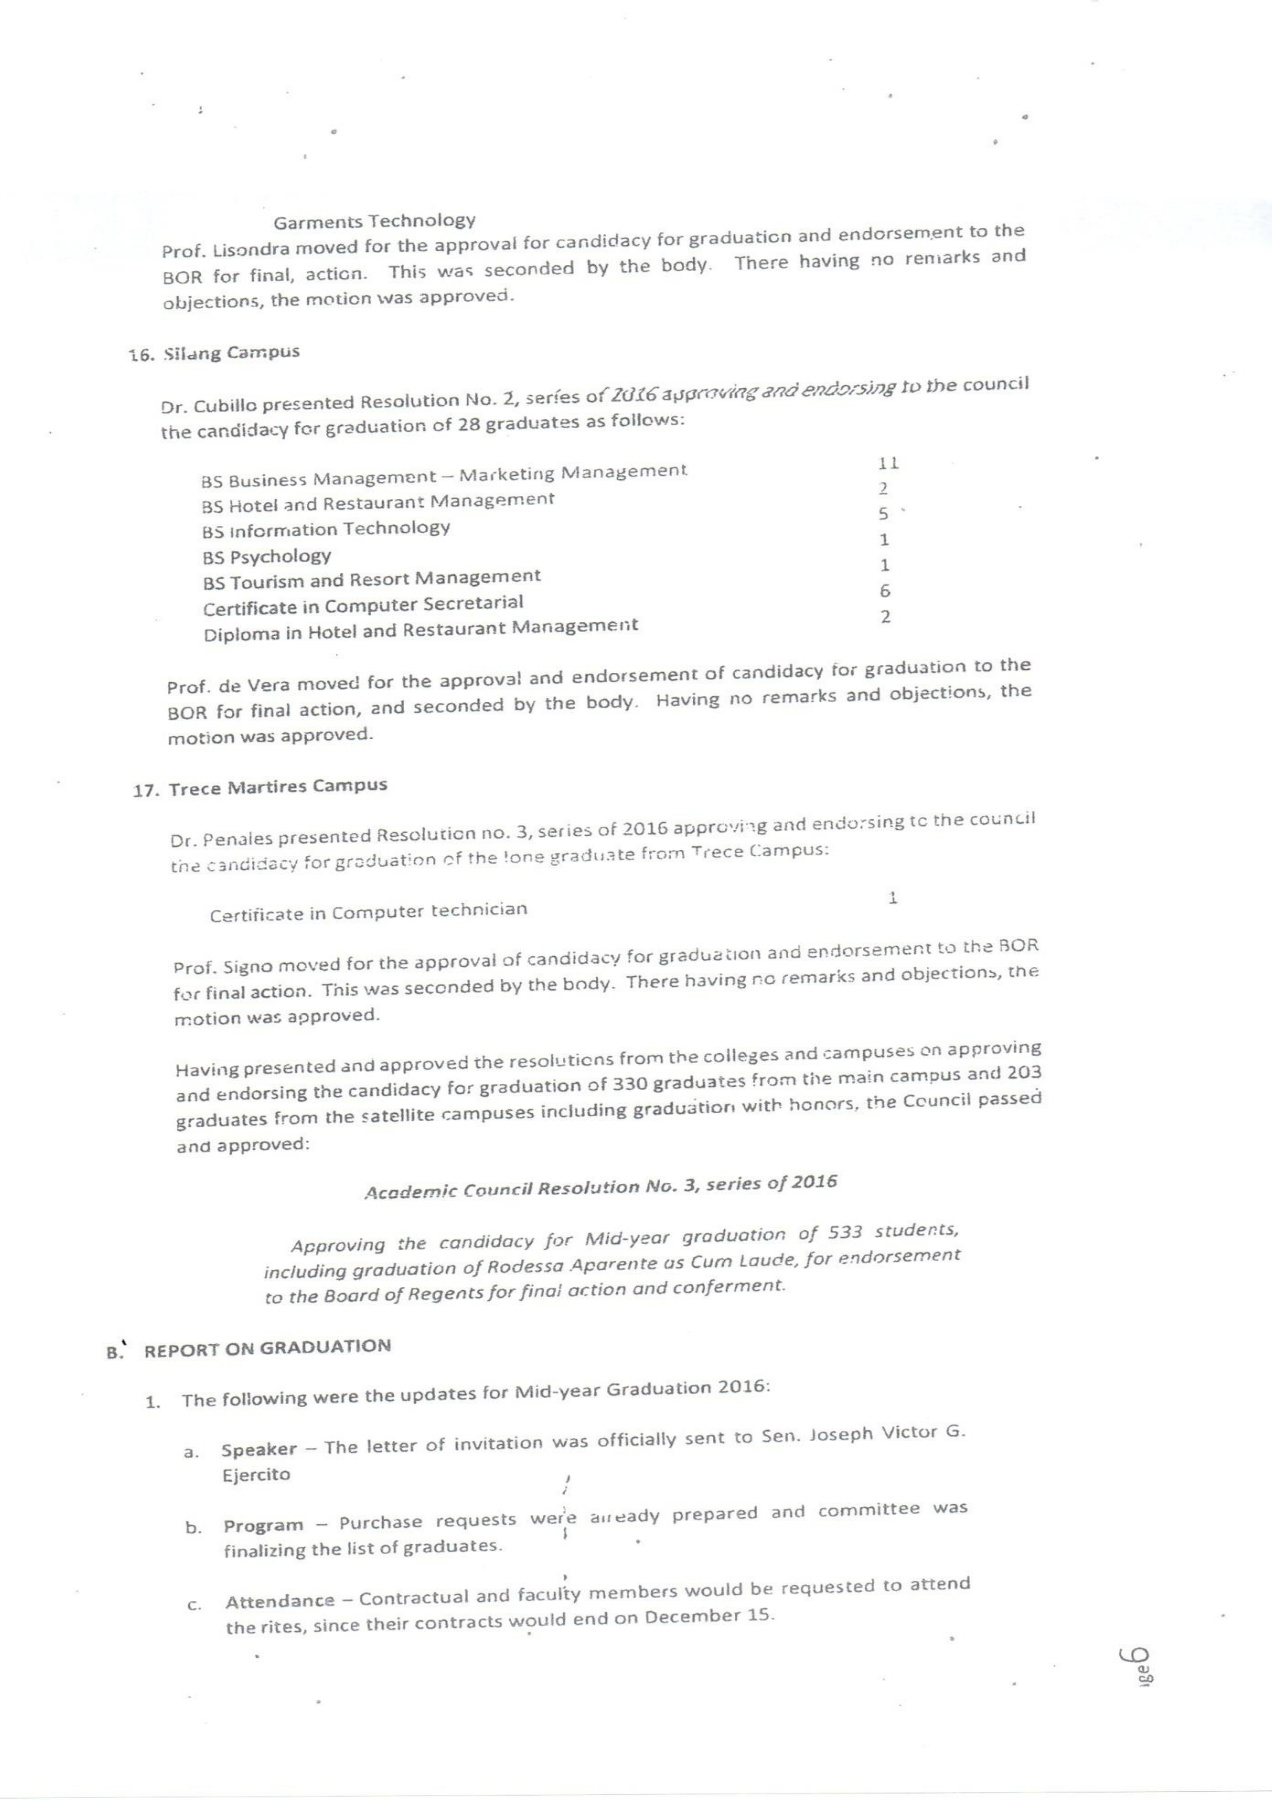 Garments Technology
Prof. Lisondra moved for the approval for candidacy for graduation and endorsement to the
BOR for final, action. This was seconded by the body. There having no remarks and
objections, the motion was approved.
16. Silang Campus
Dr. Cubillo presented Resolution No. 2, series of 2016 approving and endorsing to the council
the candidacy for graduation of 28 graduates as follows:
BS Business Management – Marketing Management 11
BS Hotel and Restaurant Management 2
BS Information Technology 5
BS Psychology 1
BS Tourism and Resort Management 1
Certificate in Computer Secretarial 6
Diploma in Hotel and Restaurant Management 2
Prof. de Vera moved for the approval and endorsement of candidacy for graduation to the
BOR for final action, and seconded by the body. Having no remarks and objections, the
motion was approved.
17. Trece Martires Campus
Dr. Penales presented Resolution no. 3, series of 2016 approving and endorsing to the council
the candidacy for graduation of the lone graduate from Trece Campus:
Certificate in Computer technician 1
Prof. Signo moved for the approval of candidacy for graduation and endorsement to the BOR
for final action. This was seconded by the body. There having no remarks and objections, the
motion was approved.
Having presented and approved the resolutions from the colleges and campuses on approving
and endorsing the candidacy for graduation of 330 graduates from the main campus and 203
graduates from the satellite campuses including graduation with honors, the Council passed
and approved:
Academic Council Resolution No. 3, series of 2016
Approving the candidacy for Mid-year graduation of 533 students,
including graduation of Rodessa Aparente as Cum Laude, for endorsement
to the Board of Regents for final action and conferment.
B. REPORT ON GRADUATION
1. The following were the updates for Mid-year Graduation 2016:
a. Speaker – The letter of invitation was officially sent to Sen. Joseph Victor G.
Ejercito
b. Program – Purchase requests were already prepared and committee was
finalizing the list of graduates.
c. Attendance – Contractual and faculty members would be requested to attend
the rites, since their contracts would end on December 15.